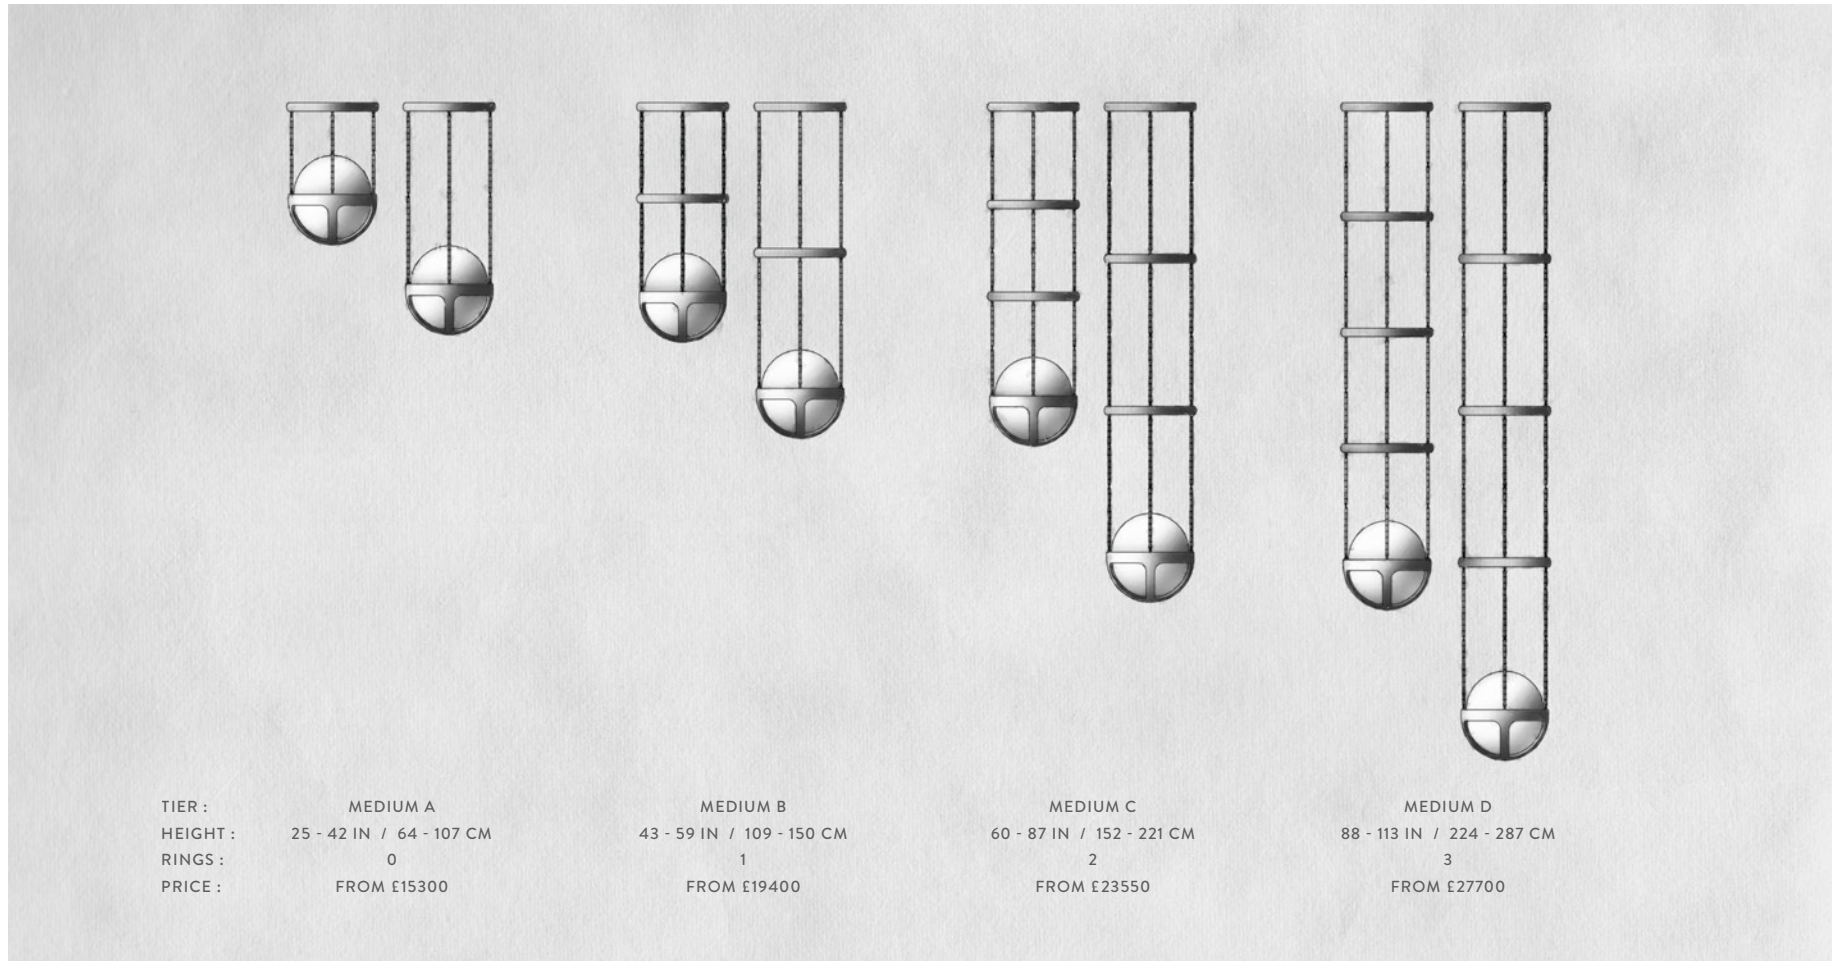 TIER : MEDIUM A MEDIUM B MEDIUM C MEDIUM D
HEIGHT : 25 - 42 IN / 64 - 107 CM 43 - 59 IN / 109 - 150 CM 60 - 87 IN / 152 - 221 CM 88 - 113 IN / 224 - 287 CM
RINGS : 0 1 2 3
PRICE : FROM £15300 FROM £19400 FROM £23550 FROM £27700